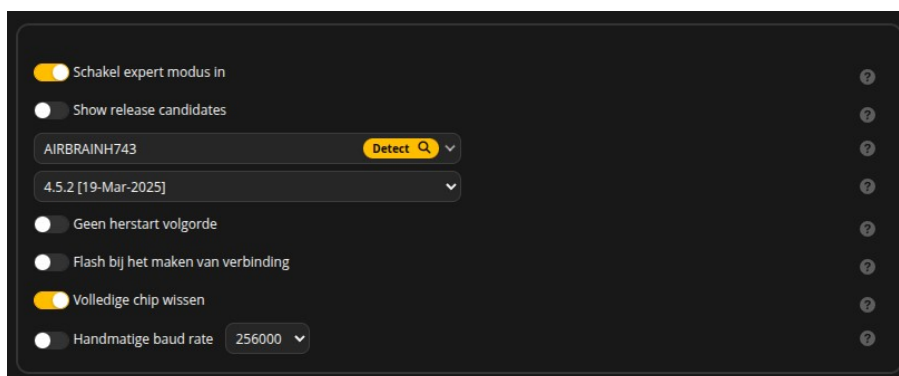 Schakel expert modus in
Show release candidates
AIRBRAINH743 Detect
4.5.2 [19-Mar-2025]
Geen herstart volgorde
Flash bij het maken van verbinding
Volledige chip wissen
Handmatige baud rate 256000